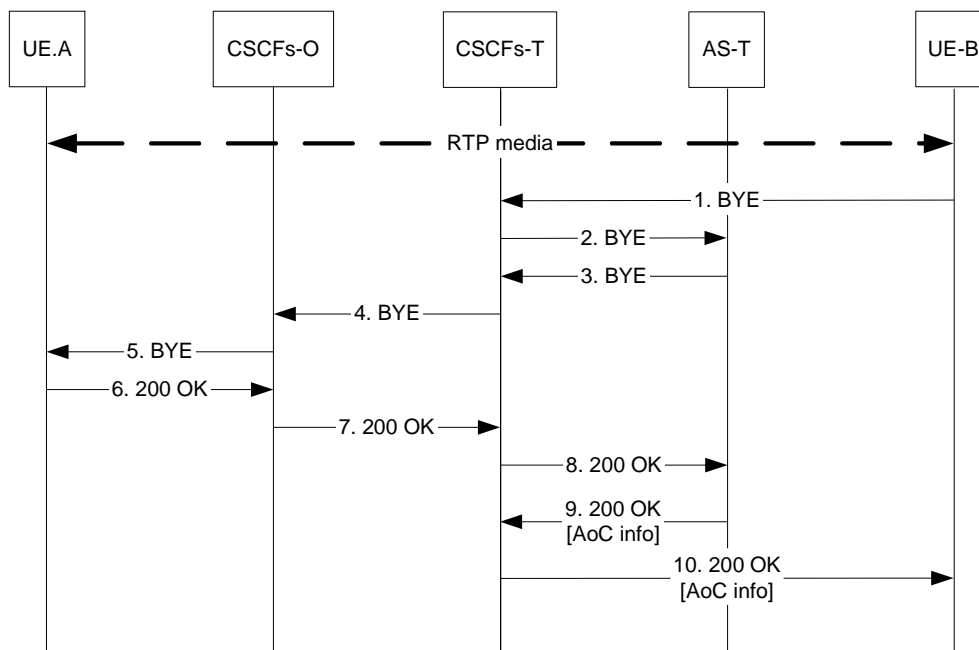 UE.A
CSCFs-O
CSCFs-T
AS-T
UE-B
RTP media
1. BYE
2. BYE
3. BYE
4. BYE
5. BYE
6. 200 OK
7. 200 OK
8. 200 OK
9. 200 OK
[AoC info]
10. 200 OK
[AoC info]